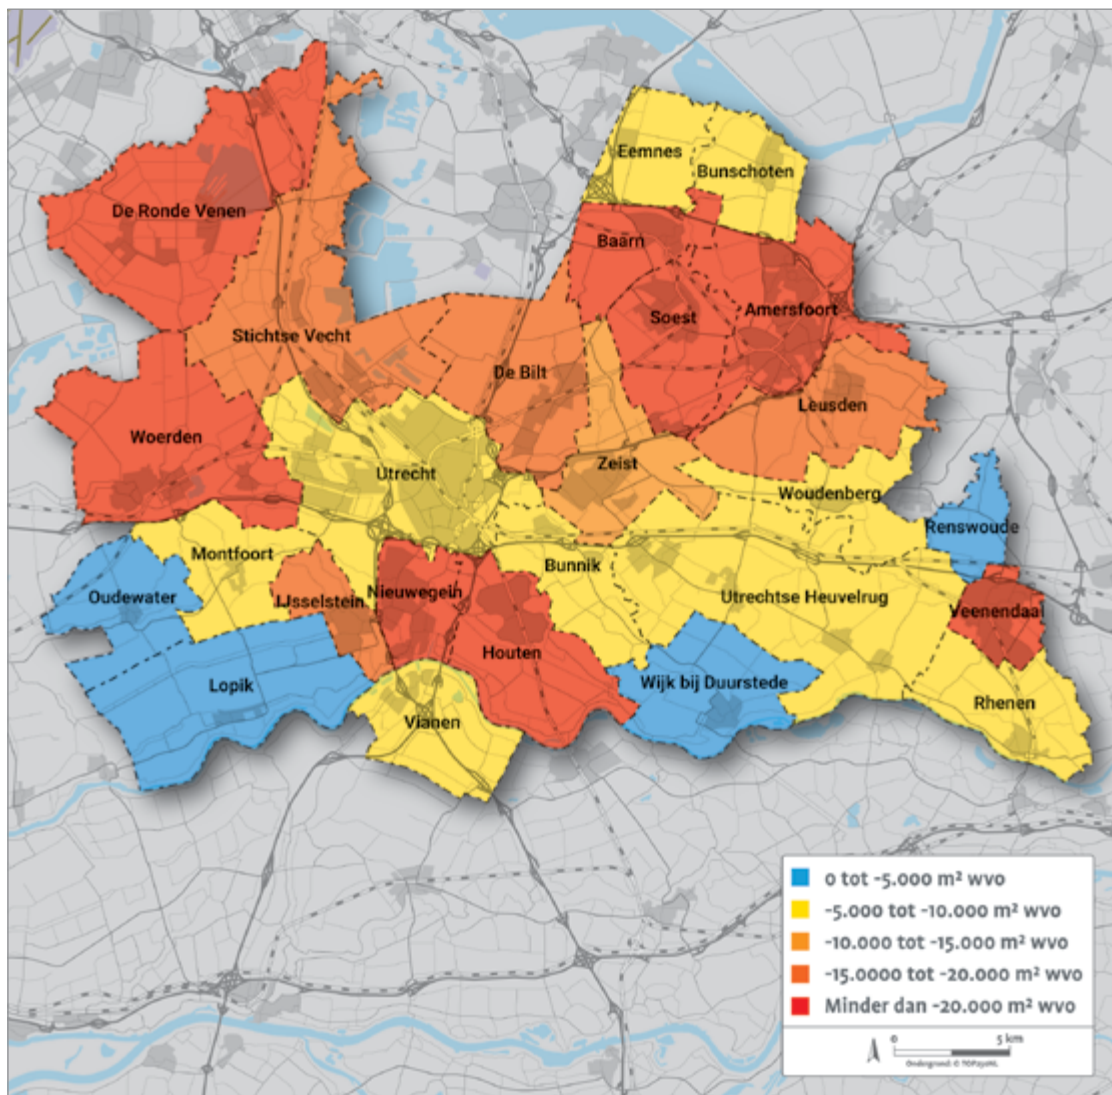 Eemnes
Bunschoten
De Ronde Venen
Baarn
Soest
Amersfoort
Stichtse Vecht
De Bilt
Leusden
Woerden
Zeist
Utrecht
Woudenberg
Renswoude
Montfoort
Bunnik
Oudewater
IJsselstein
Nieuwegein
Utrechtse Heuvelrug
Veenendaal
Houten
Lopik
Wijk bij Duurstede
Rhenen
Vianen
0 tot -5.000 m² wvo
-5.000 tot -10.000 m² wvo
-10.000 tot -15.000 m² wvo
-15.0000 tot -20.000 m² wvo
Minder dan -20.000 m² wvo
0 5 km
Ondergrond: © TOP25NL